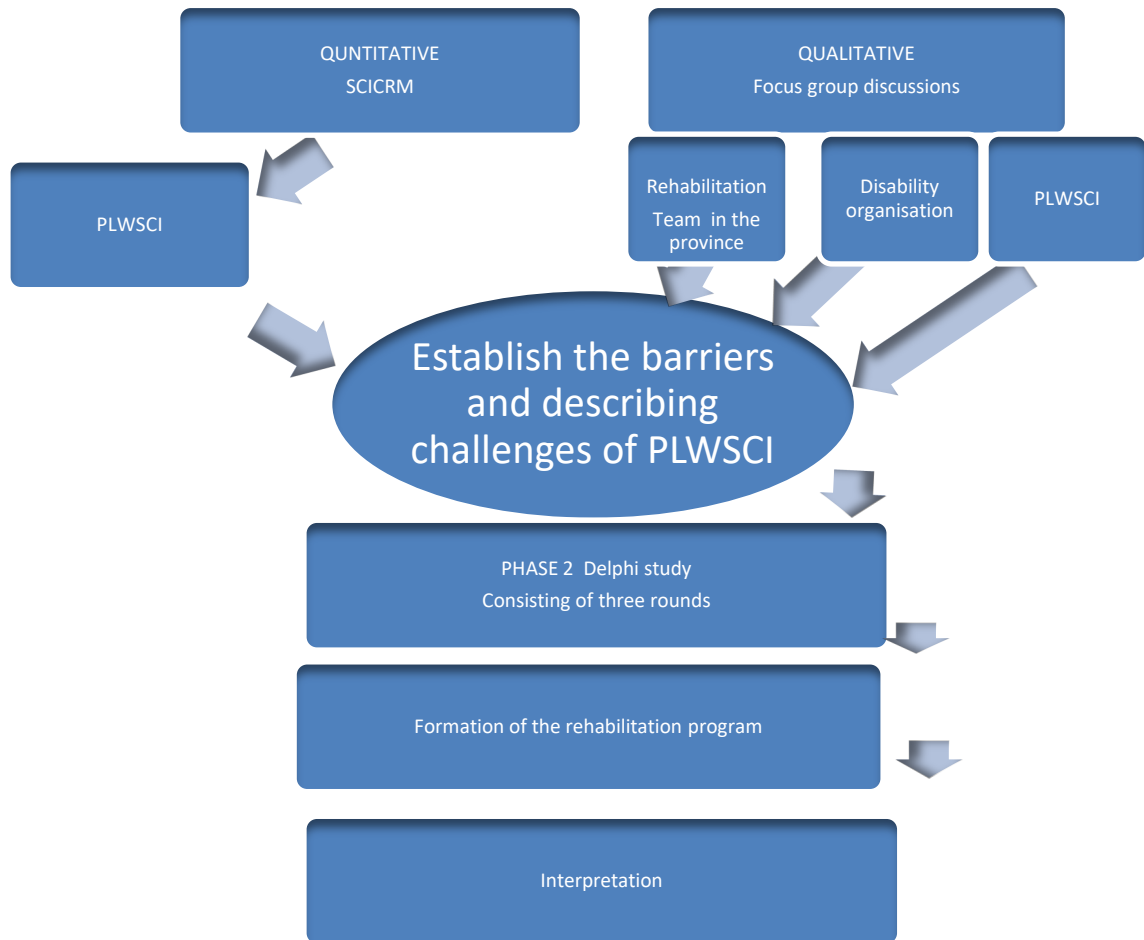 QUNTITATIVE
SCICRM
QUALITATIVE
Focus group discussions
PLWSCI
Rehabilitation
Team in the
province
Disability
organisation
PLWSCI
Establish the barriers
and describing
challenges of PLWSCI
PHASE 2 Delphi study
Consisting of three rounds
Formation of the rehabilitation program
Interpretation